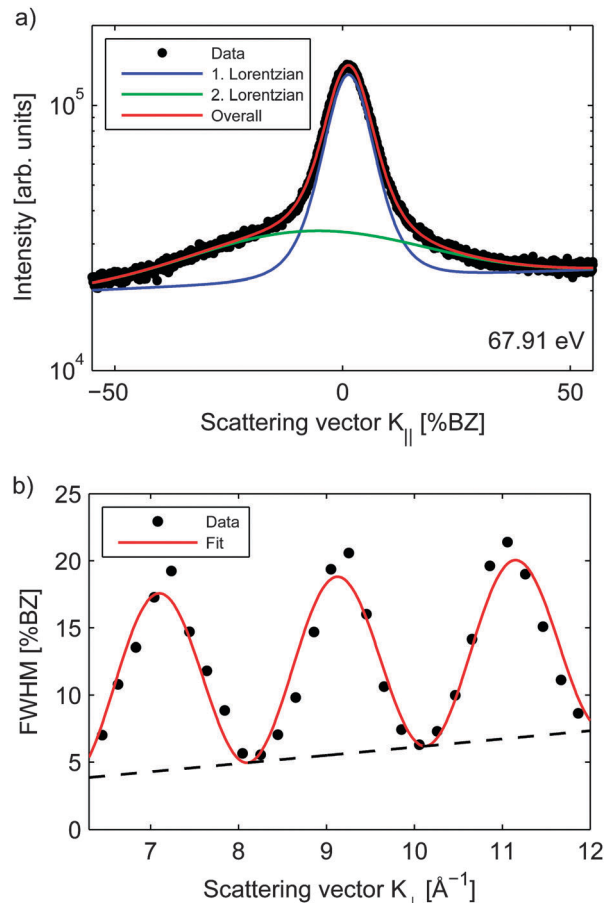 a)
Data
1. Lorentzian
2. Lorentzian
Overall
Intensity [arb. units]
10^5
10^4
67.91 eV
−50
0
50
Scattering vector K_|| [%BZ]
b)
Data
Fit
FWHM [%BZ]
25
20
15
10
5
0
7
8
9
10
11
12
Scattering vector K_⊥ [Å^−1]